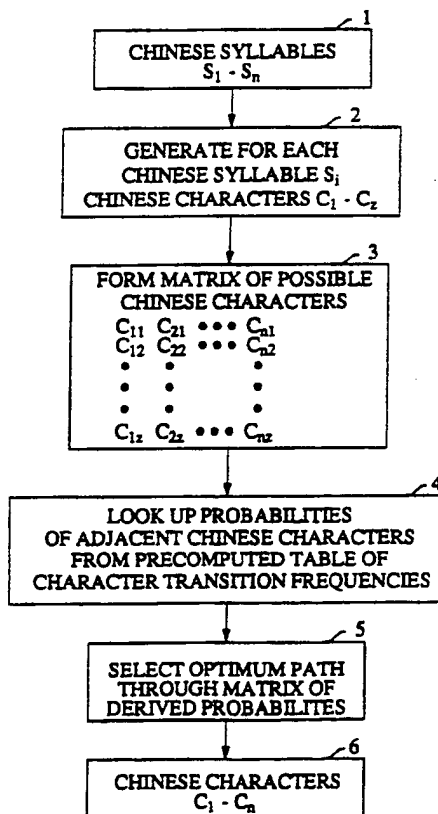 1
CHINESE SYLLABLES
S₁ - Sₙ
2
GENERATE FOR EACH
CHINESE SYLLABLE Sᵢ
CHINESE CHARACTERS C₁ - C_z
3
FORM MATRIX OF POSSIBLE
CHINESE CHARACTERS
C₁₁ C₂₁ ••• Cₙ₁
C₁₂ C₂₂ ••• Cₙ₂
• • •
• • •
• • •
C₁z C₂z ••• Cₙz
4
LOOK UP PROBABILITIES
OF ADJACENT CHINESE CHARACTERS
FROM PRECOMPUTED TABLE OF
CHARACTER TRANSITION FREQUENCIES
5
SELECT OPTIMUM PATH
THROUGH MATRIX OF
DERIVED PROBABILITES
6
CHINESE CHARACTERS
C₁ - Cₙ